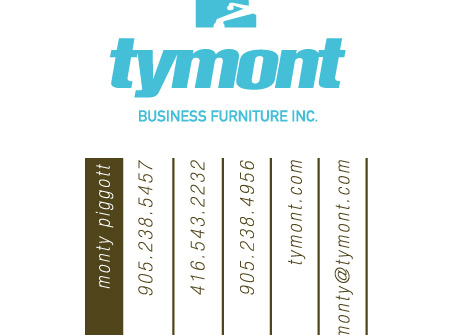 tymont
BUSINESS FURNITURE INC.
monty piggott
905.238.5457
416.543.2232
905.238.4956
tymont.com
monty@tymont.com